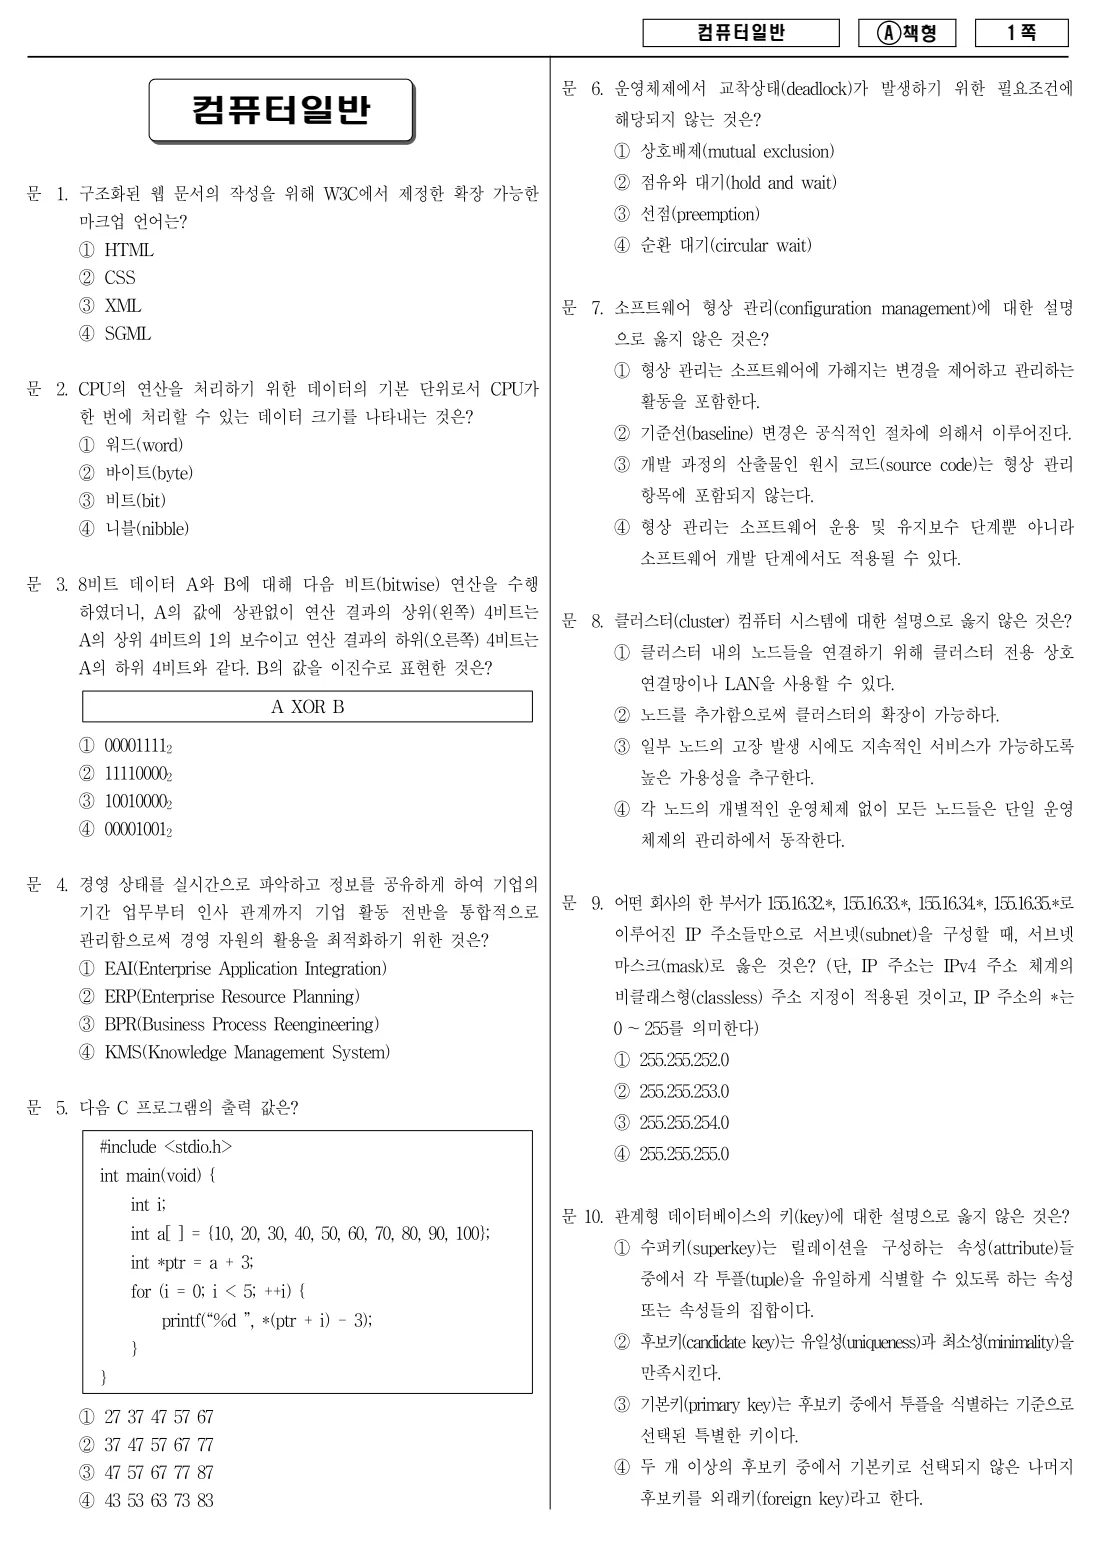 컴퓨터일반
Ⓐ책형
1쪽
컴퓨터일반
문 1. 구조화된 웹 문서의 작성을 위해 W3C에서 제정한 확장 가능한
마크업 언어는?
① HTML
② CSS
③ XML
④ SGML
문 2. CPU의 연산을 처리하기 위한 데이터의 기본 단위로서 CPU가
한 번에 처리할 수 있는 데이터 크기를 나타내는 것은?
① 워드(word)
② 바이트(byte)
③ 비트(bit)
④ 니블(nibble)
문 3. 8비트 데이터 A와 B에 대해 다음 비트(bitwise) 연산을 수행
하였더니, A의 값에 상관없이 연산 결과의 상위(왼쪽) 4비트는
A의 상위 4비트의 1의 보수이고 연산 결과의 하위(오른쪽) 4비트는
A의 하위 4비트와 같다. B의 값을 이진수로 표현한 것은?
A XOR B
① 00001111₂
② 11110000₂
③ 10010000₂
④ 00001001₂
문 4. 경영 상태를 실시간으로 파악하고 정보를 공유하게 하여 기업의
기간 업무부터 인사 관계까지 기업 활동 전반을 통합적으로
관리함으로써 경영 자원의 활용을 최적화하기 위한 것은?
① EAI(Enterprise Application Integration)
② ERP(Enterprise Resource Planning)
③ BPR(Business Process Reengineering)
④ KMS(Knowledge Management System)
문 5. 다음 C 프로그램의 출력 값은?
#include <stdio.h>
int main(void) {
int i;
int a[ ] = {10, 20, 30, 40, 50, 60, 70, 80, 90, 100};
int *ptr = a + 3;
for (i = 0; i < 5; ++i) {
printf(“%d ”, *(ptr + i) - 3);
}
}
① 27 37 47 57 67
② 37 47 57 67 77
③ 47 57 67 77 87
④ 43 53 63 73 83
문 6. 운영체제에서 교착상태(deadlock)가 발생하기 위한 필요조건에
해당되지 않는 것은?
① 상호배제(mutual exclusion)
② 점유와 대기(hold and wait)
③ 선점(preemption)
④ 순환 대기(circular wait)
문 7. 소프트웨어 형상 관리(configuration management)에 대한 설명
으로 옳지 않은 것은?
① 형상 관리는 소프트웨어에 가해지는 변경을 제어하고 관리하는
활동을 포함한다.
② 기준선(baseline) 변경은 공식적인 절차에 의해서 이루어진다.
③ 개발 과정의 산출물인 원시 코드(source code)는 형상 관리
항목에 포함되지 않는다.
④ 형상 관리는 소프트웨어 운용 및 유지보수 단계뿐 아니라
소프트웨어 개발 단계에서도 적용될 수 있다.
문 8. 클러스터(cluster) 컴퓨터 시스템에 대한 설명으로 옳지 않은 것은?
① 클러스터 내의 노드들을 연결하기 위해 클러스터 전용 상호
연결망이나 LAN을 사용할 수 있다.
② 노드를 추가함으로써 클러스터의 확장이 가능하다.
③ 일부 노드의 고장 발생 시에도 지속적인 서비스가 가능하도록
높은 가용성을 추구한다.
④ 각 노드의 개별적인 운영체제 없이 모든 노드들은 단일 운영
체제의 관리하에서 동작한다.
문 9. 어떤 회사의 한 부서가 155.16.32.*, 155.16.33.*, 155.16.34.*, 155.16.35.*로
이루어진 IP 주소들만으로 서브넷(subnet)을 구성할 때, 서브넷
마스크(mask)로 옳은 것은? (단, IP 주소는 IPv4 주소 체계의
비클래스형(classless) 주소 지정이 적용된 것이고, IP 주소의 *는
0 ~ 255를 의미한다)
① 255.255.252.0
② 255.255.253.0
③ 255.255.254.0
④ 255.255.255.0
문 10. 관계형 데이터베이스의 키(key)에 대한 설명으로 옳지 않은 것은?
① 수퍼키(superkey)는 릴레이션을 구성하는 속성(attribute)들
중에서 각 투플(tuple)을 유일하게 식별할 수 있도록 하는 속성
또는 속성들의 집합이다.
② 후보키(candidate key)는 유일성(uniqueness)과 최소성(minimality)을
만족시킨다.
③ 기본키(primary key)는 후보키 중에서 투플을 식별하는 기준으로
선택된 특별한 키이다.
④ 두 개 이상의 후보키 중에서 기본키로 선택되지 않은 나머지
후보키를 외래키(foreign key)라고 한다.